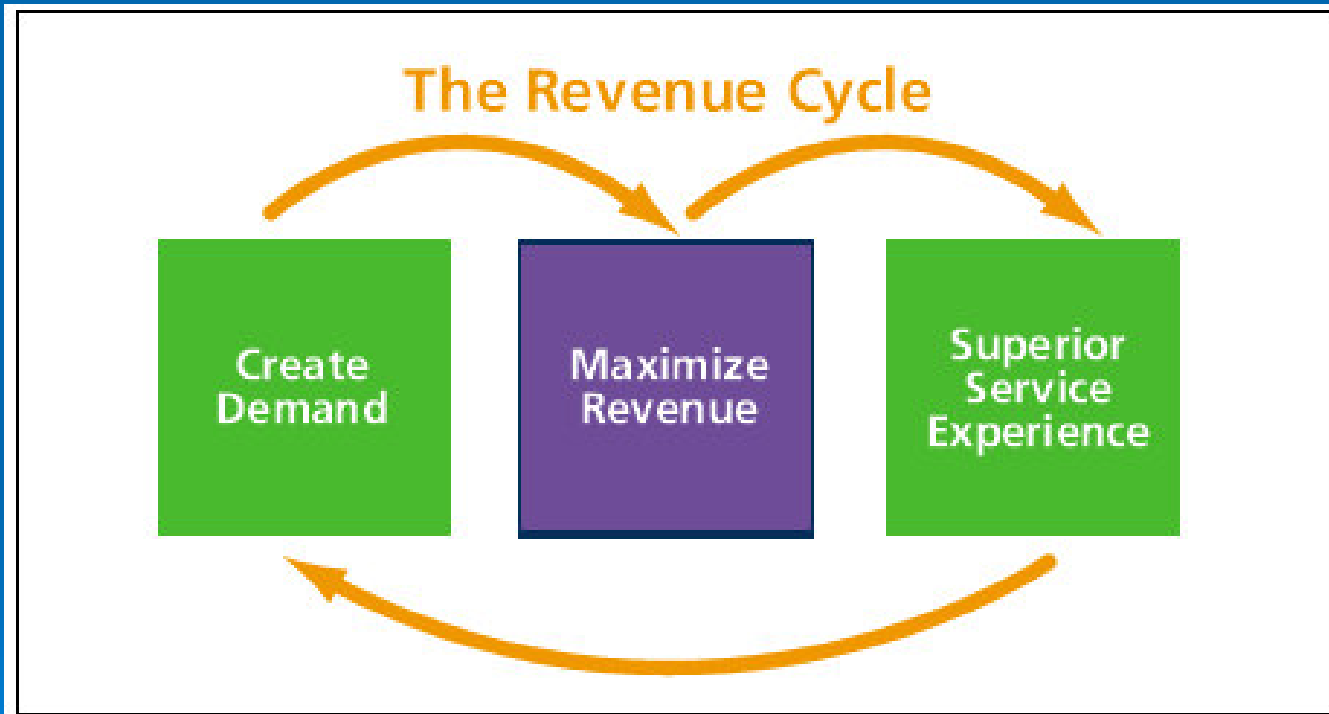 The Revenue Cycle
Create
Demand
Maximize
Revenue
Superior
Service
Experience